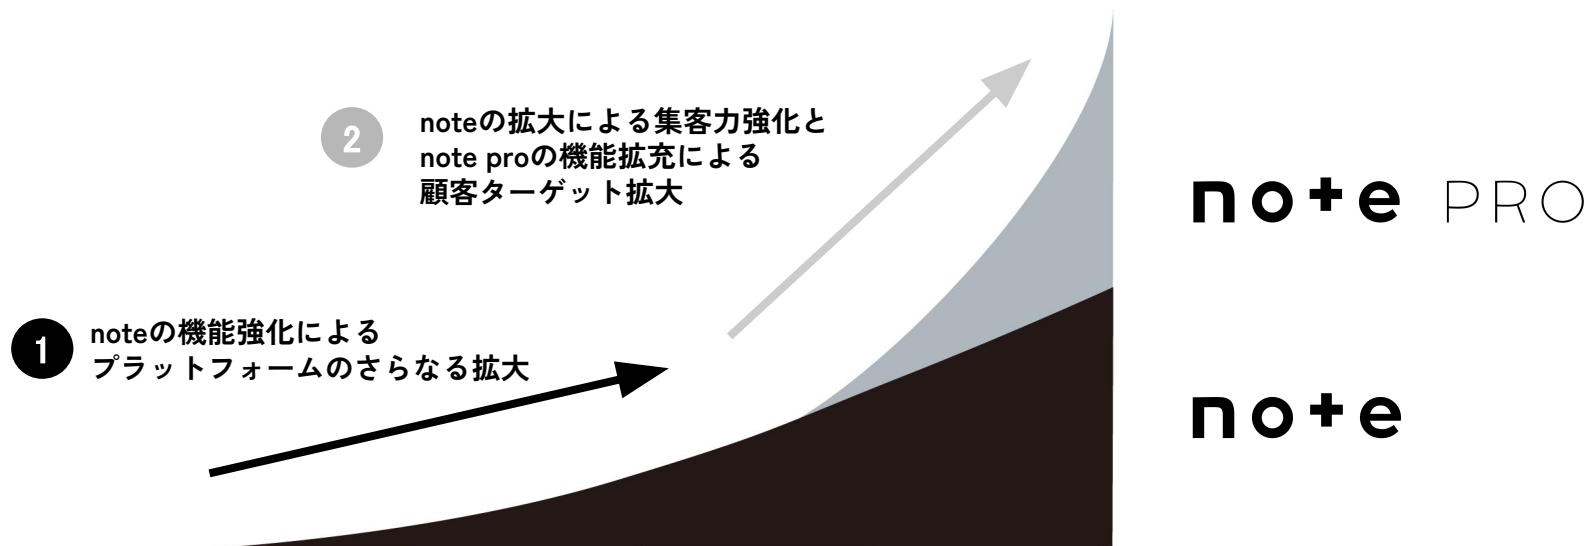 2
noteの拡大による集客力強化と
note proの機能拡充による
顧客ターゲット拡大
note PRO
1
noteの機能強化による
プラットフォームのさらなる拡大
note